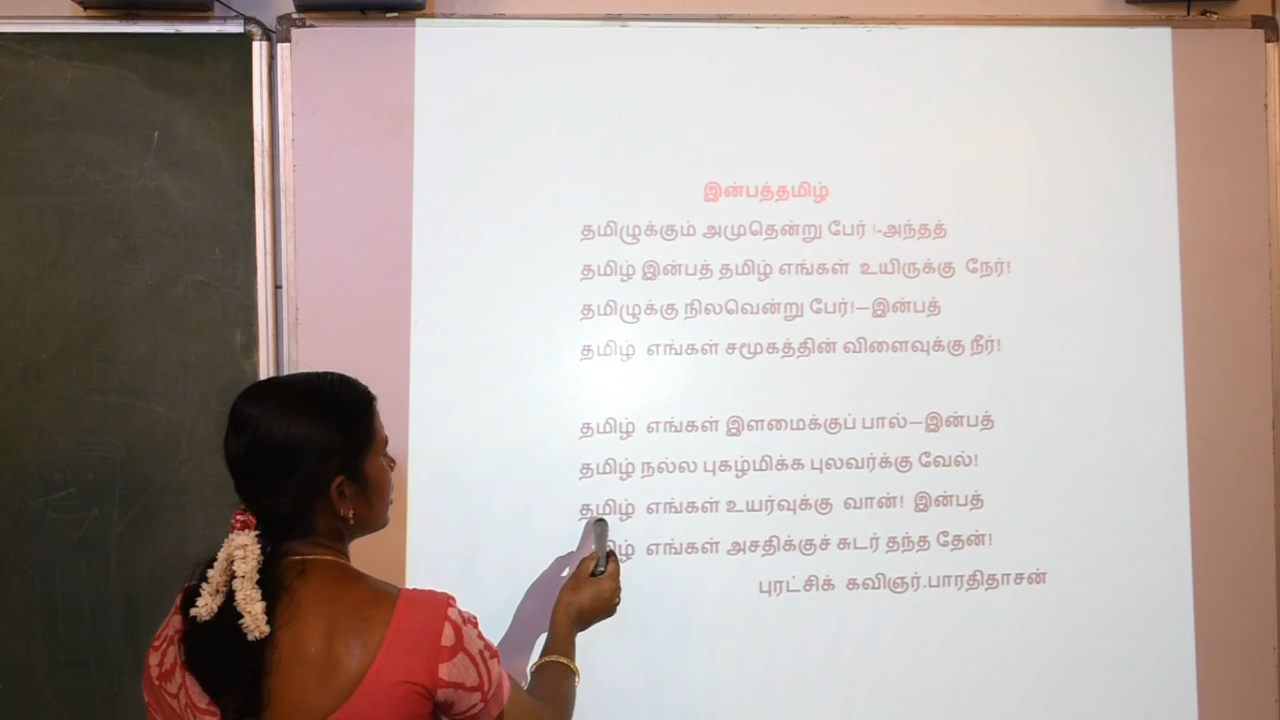 இன்பத்தமிழ்
தமிழுக்கும் அமுதென்று பேர் !-அந்தத்
தமிழ் இன்பத் தமிழ் எங்கள் உயிருக்கு நேர்!
தமிழுக்கு நிலவென்று பேர்!—இன்பத்
தமிழ் எங்கள் சமூகத்தின் விளைவுக்கு நீர்!
தமிழ் எங்கள் இளமைக்குப் பால்—இன்பத்
தமிழ் நல்ல புகழ்மிக்க புலவர்க்கு வேல்!
தமிழ் எங்கள் உயர்வுக்கு வான்! இன்பத்
எங்கள் அசதிக்குச் சுடர் தந்த தேன்!
புரட்சிக் கவிஞர்.பாரதிதாசன்